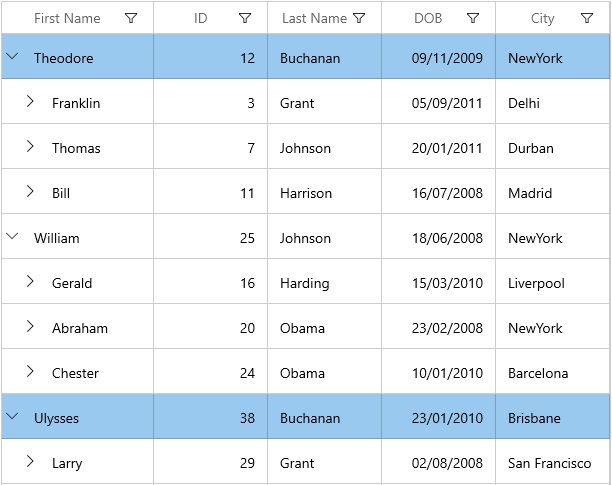 First Name ID Last Name DOB City
Theodore 12 Buchanan 09/11/2009 NewYork
Franklin 3 Grant 05/09/2011 Delhi
Thomas 7 Johnson 20/01/2011 Durban
Bill 11 Harrison 16/07/2008 Madrid
William 25 Johnson 18/06/2008 NewYork
Gerald 16 Harding 15/03/2010 Liverpool
Abraham 20 Obama 23/02/2008 NewYork
Chester 24 Obama 10/01/2010 Barcelona
Ulysses 38 Buchanan 23/01/2010 Brisbane
Larry 29 Grant 02/08/2008 San Francisco